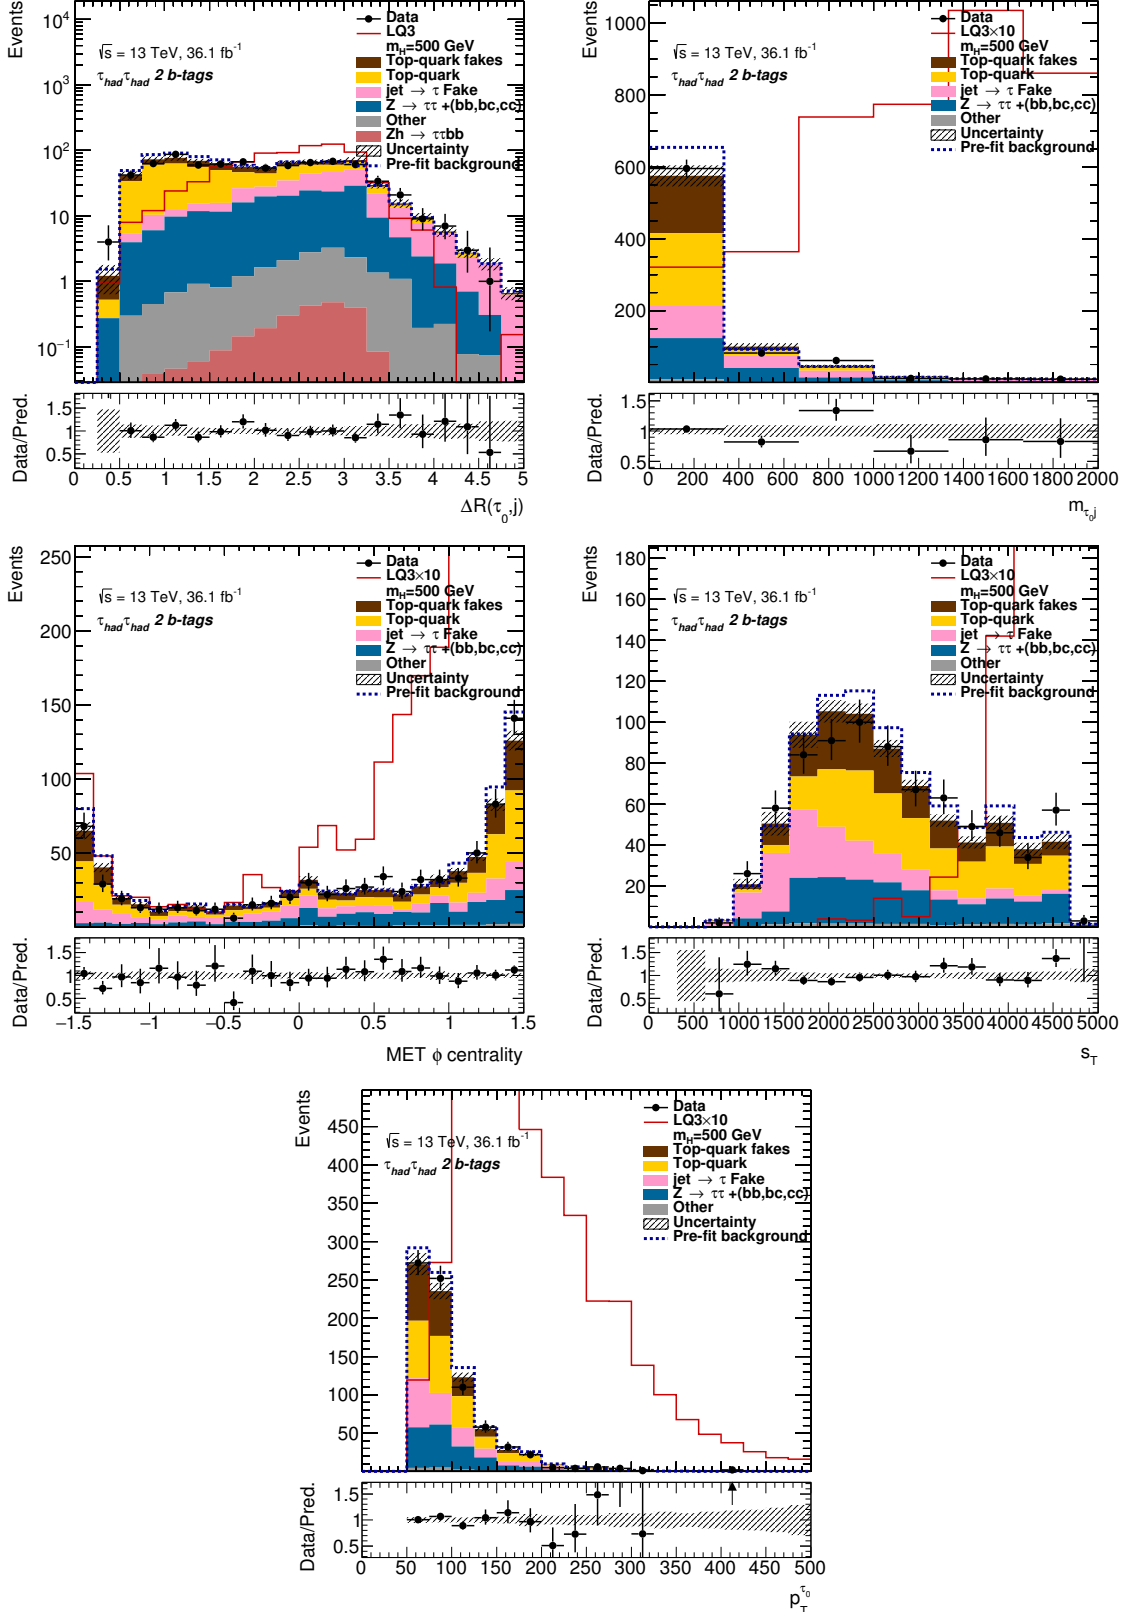 Events
10⁴
10³
10²
10
1
10⁻¹
√s = 13 TeV, 36.1 fb⁻¹
τhadτhad 2 b-tags
Data
LQ3
mH=500 GeV
Top-quark fakes
Top-quark
jet → τ Fake
Z → ττ +(bb,bc,cc)
Other
Zh → ττbb
Uncertainty
Pre-fit background
Data/Pred.
1.5
1
0.5
0 0.5 1 1.5 2 2.5 3 3.5 4 4.5 5
ΔR(τ₀,j)
Events
1000
800
600
400
200
√s = 13 TeV, 36.1 fb⁻¹
τhadτhad 2 b-tags
Data
LQ3×10
mH=500 GeV
Top-quark fakes
Top-quark
jet → τ Fake
Z → ττ +(bb,bc,cc)
Other
Uncertainty
Pre-fit background
Data/Pred.
1.5
1
0.5
0 200 400 600 800 1000 1200 1400 1600 1800 2000
mτ₀j
Events
250
200
150
100
50
√s = 13 TeV, 36.1 fb⁻¹
τhadτhad 2 b-tags
Data
LQ3×10
mH=500 GeV
Top-quark fakes
Top-quark
jet → τ Fake
Z → ττ +(bb,bc,cc)
Other
Uncertainty
Pre-fit background
Data/Pred.
1.5
1
0.5
−1.5 −1 −0.5 0 0.5 1 1.5
MET ϕ centrality
Events
180
160
140
120
100
80
60
40
20
√s = 13 TeV, 36.1 fb⁻¹
τhadτhad 2 b-tags
Data
LQ3×10
mH=500 GeV
Top-quark fakes
Top-quark
jet → τ Fake
Z → ττ +(bb,bc,cc)
Other
Uncertainty
Pre-fit background
Data/Pred.
1.5
1
0.5
0 500 1000 1500 2000 2500 3000 3500 4000 4500 5000
sT
Events
450
400
350
300
250
200
150
100
50
√s = 13 TeV, 36.1 fb⁻¹
τhadτhad 2 b-tags
Data
LQ3×10
mH=500 GeV
Top-quark fakes
Top-quark
jet → τ Fake
Z → ττ +(bb,bc,cc)
Other
Uncertainty
Pre-fit background
Data/Pred.
1.5
1
0.5
0 50 100 150 200 250 300 350 400 450 500
pTτ₀